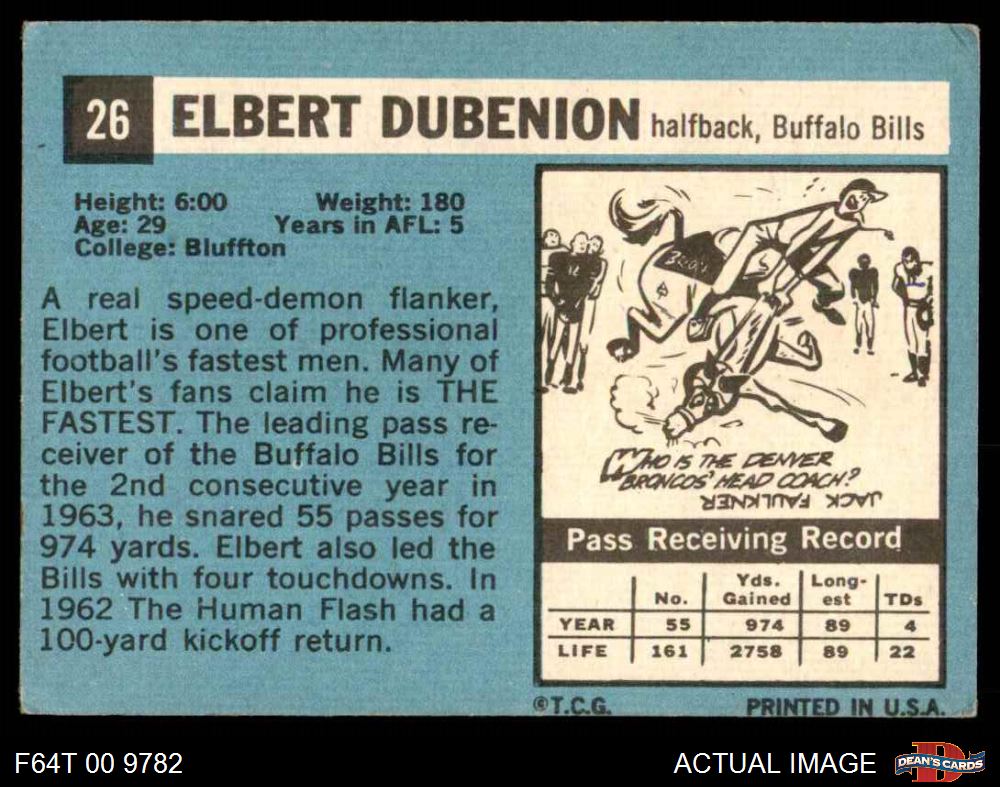 26 ELBERT DUBENION halfback, Buffalo Bills
Height: 6:00 Weight: 180
Age: 29 Years in AFL: 5
College: Bluffton
A real speed-demon flanker,
Elbert is one of professional
football's fastest men. Many of
Elbert's fans claim he is THE
FASTEST. The leading pass re-
ceiver of the Buffalo Bills for
the 2nd consecutive year in
1963, he snared 55 passes for
974 yards. Elbert also led the
Bills with four touchdowns. In
1962 The Human Flash had a
100-yard kickoff return.
WHO IS THE DENVER
BRONCOS' HEAD COACH?
JACK FAULKNER
Pass Receiving Record
No. Yds. Gained Long-est TDs
YEAR 55 974 89 4
LIFE 161 2758 89 22
©T.C.G. PRINTED IN U.S.A.
F64T 00 9782 ACTUAL IMAGE DEAN'S CARDS